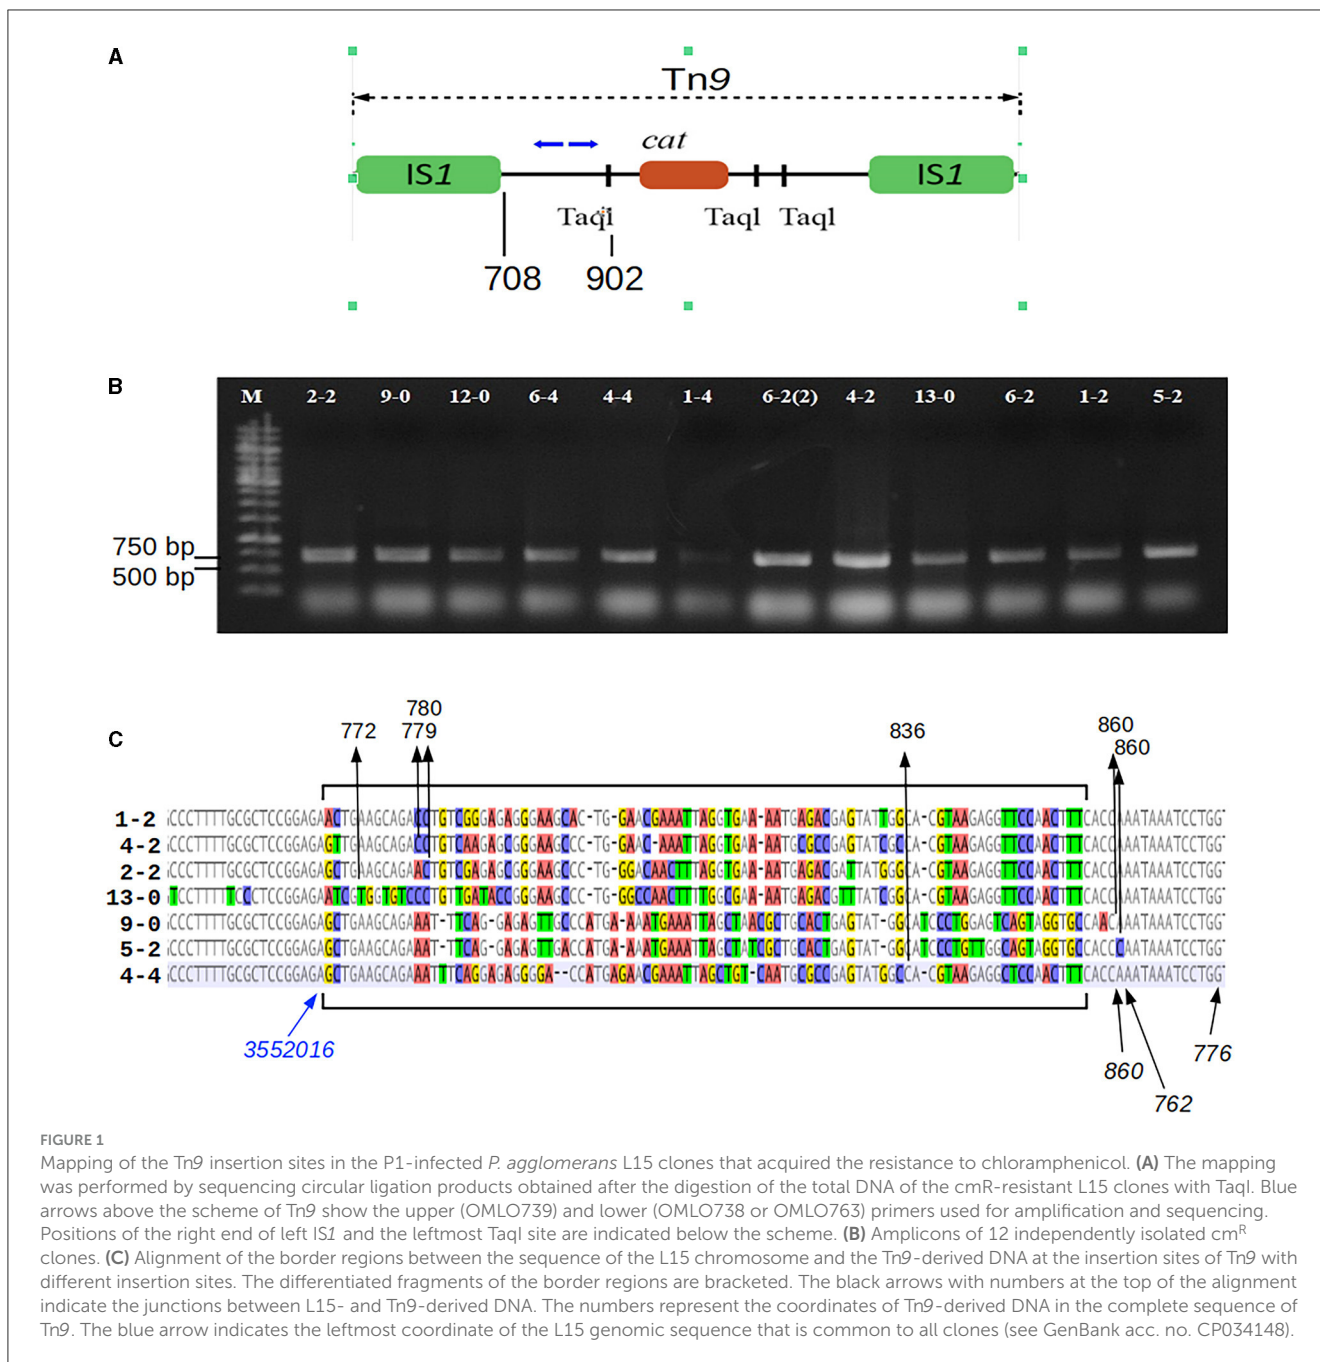 A
Tn9
cat
IS1
IS1
TaqI
TaqI
TaqI
708
902
B
M 2-2 9-0 12-0 6-4 4-4 1-4 6-2(2) 4-2 13-0 6-2 1-2 5-2
750 bp
500 bp
C
780
772
779
836
860
860
1-2
4-2
2-2
13-0
9-0
5-2
4-4
3552016
860
762
776
FIGURE 1
Mapping of the Tn9 insertion sites in the P1-infected P. agglomerans L15 clones that acquired the resistance to chloramphenicol. (A) The mapping
was performed by sequencing circular ligation products obtained after the digestion of the total DNA of the cmR-resistant L15 clones with TaqI. Blue
arrows above the scheme of Tn9 show the upper (OMLO739) and lower (OMLO738 or OMLO763) primers used for amplification and sequencing.
Positions of the right end of left IS1 and the leftmost TaqI site are indicated below the scheme. (B) Amplicons of 12 independently isolated cmR
clones. (C) Alignment of the border regions between the sequence of the L15 chromosome and the Tn9-derived DNA at the insertion sites of Tn9 with
different insertion sites. The differentiated fragments of the border regions are bracketed. The black arrows with numbers at the top of the alignment
indicate the junctions between L15- and Tn9-derived DNA. The numbers represent the coordinates of Tn9-derived DNA in the complete sequence of
Tn9. The blue arrow indicates the leftmost coordinate of the L15 genomic sequence that is common to all clones (see GenBank acc. no. CP034148).